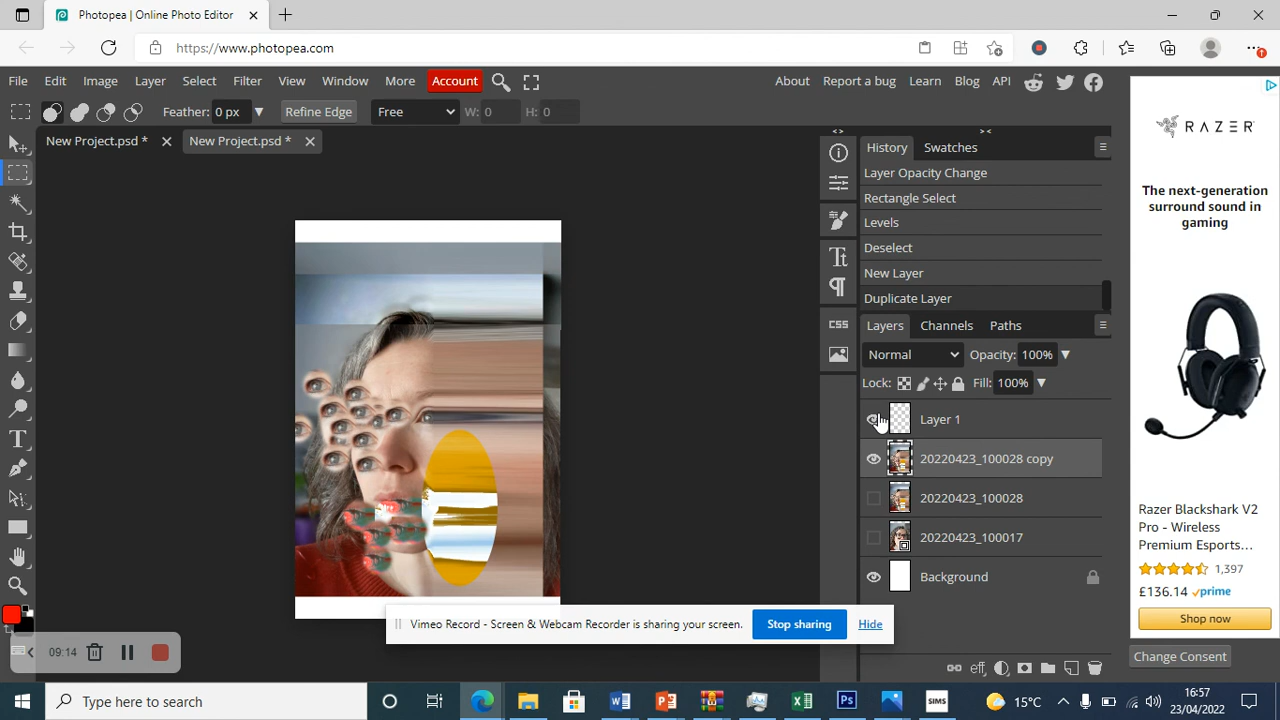 Photopea | Online Photo Editor
https://www.photopea.com
File Edit Image Layer Select Filter View Window More Account About Report a bug Learn Blog API
Feather: 0 px Refine Edge Free W: 0 H: 0
New Project.psd * New Project.psd *
History Swatches
Layer Opacity Change
Rectangle Select
Levels
Deselect
New Layer
Duplicate Layer
Layers Channels Paths
Normal Opacity: 100%
Lock: Fill: 100%
Layer 1
20220423_100028 copy
20220423_100028
20220423_100017
Background
CSS
eff
RAZER
The next-generation
surround sound in
gaming
Razer Blackshark V2
Pro - Wireless
Premium Esports...
1,397
£136.14 prime
Shop now
Change Consent
Vimeo Record - Screen & Webcam Recorder is sharing your screen. Stop sharing Hide
09:14
Type here to search
Ps
SIMS
15°C
16:57
23/04/2022